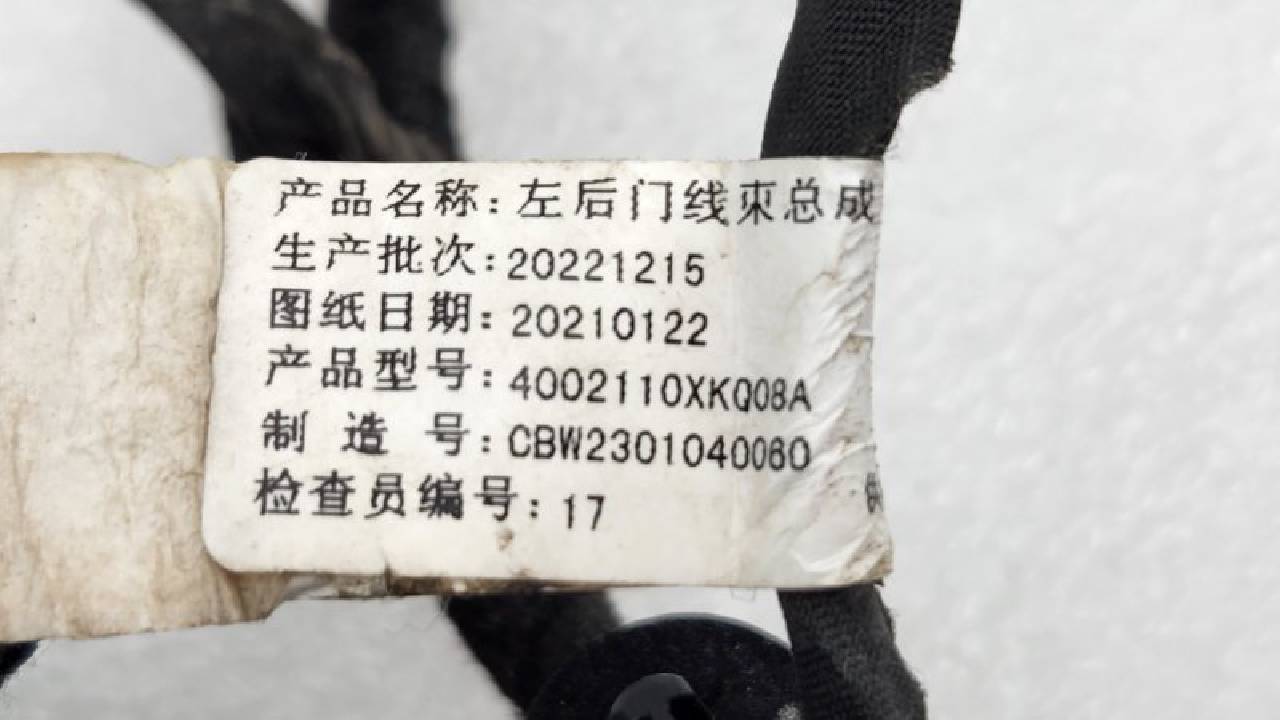 产品名称:左后门线束总成
生产批次:20221215
图纸日期:20210122
产品型号:4002110XKQ08A
制造号:CBW2301040060
检查员编号:17